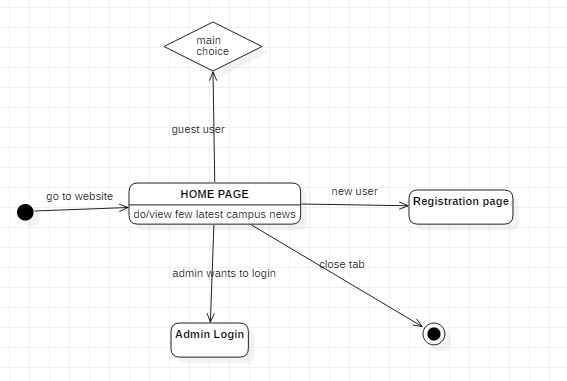 main
choice
guest user
go to website
HOME PAGE
do/view few latest campus news
new user
Registration page
admin wants to login
close tab
Admin Login